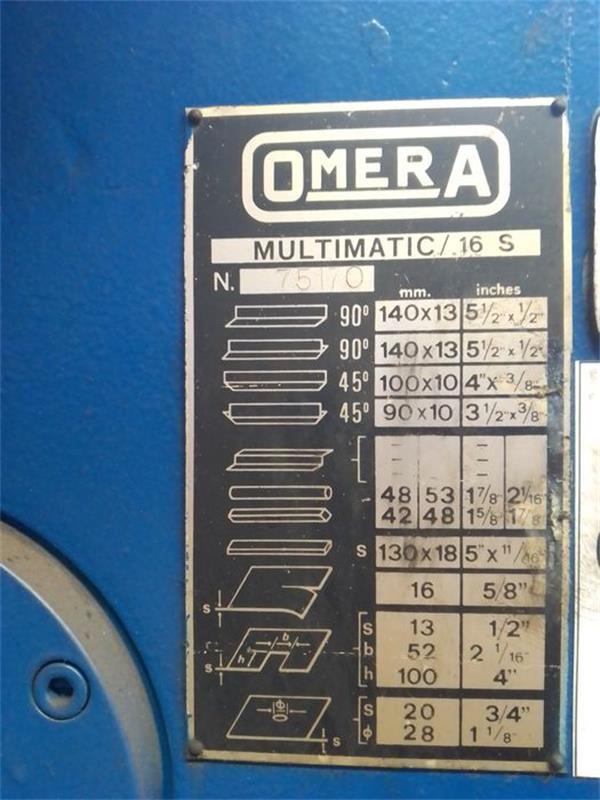 OMERA
MULTIMATIC/16 S
N. 75170
mm. inches
90° 140x13 5 1/2" x 1/2"
90° 140x13 5 1/2" x 1/2"
45° 100x10 4" x 3/8"
45° 90x10 3 1/2" x 3/8"
- -
- -
- -
48 53 1 7/8" 2 1/16"
42 48 1 5/8" 1 7/8"
s 130x18 5" x 11/16"
s 16 5/8"
b S 13 1/2"
h b 52 2 1/16"
s h 100 4"
ϕ S 20 3/4"
s ϕ 28 1 1/8"